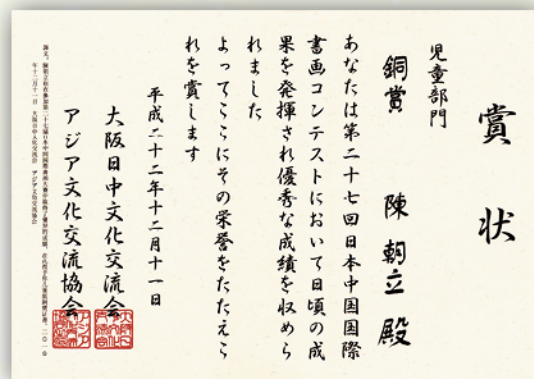 賞状
児童部門
銅賞 陳朝立殿
あなたは第二十七回日本中国国際
書画コンテストにおいて日頃の成
果を発揮され優秀な成績を収めら
れました
よってここにその栄誉をたたえら
れを賞します
平成二十二年十二月十一日
大阪日中文化交流会
アジア文化交流協会